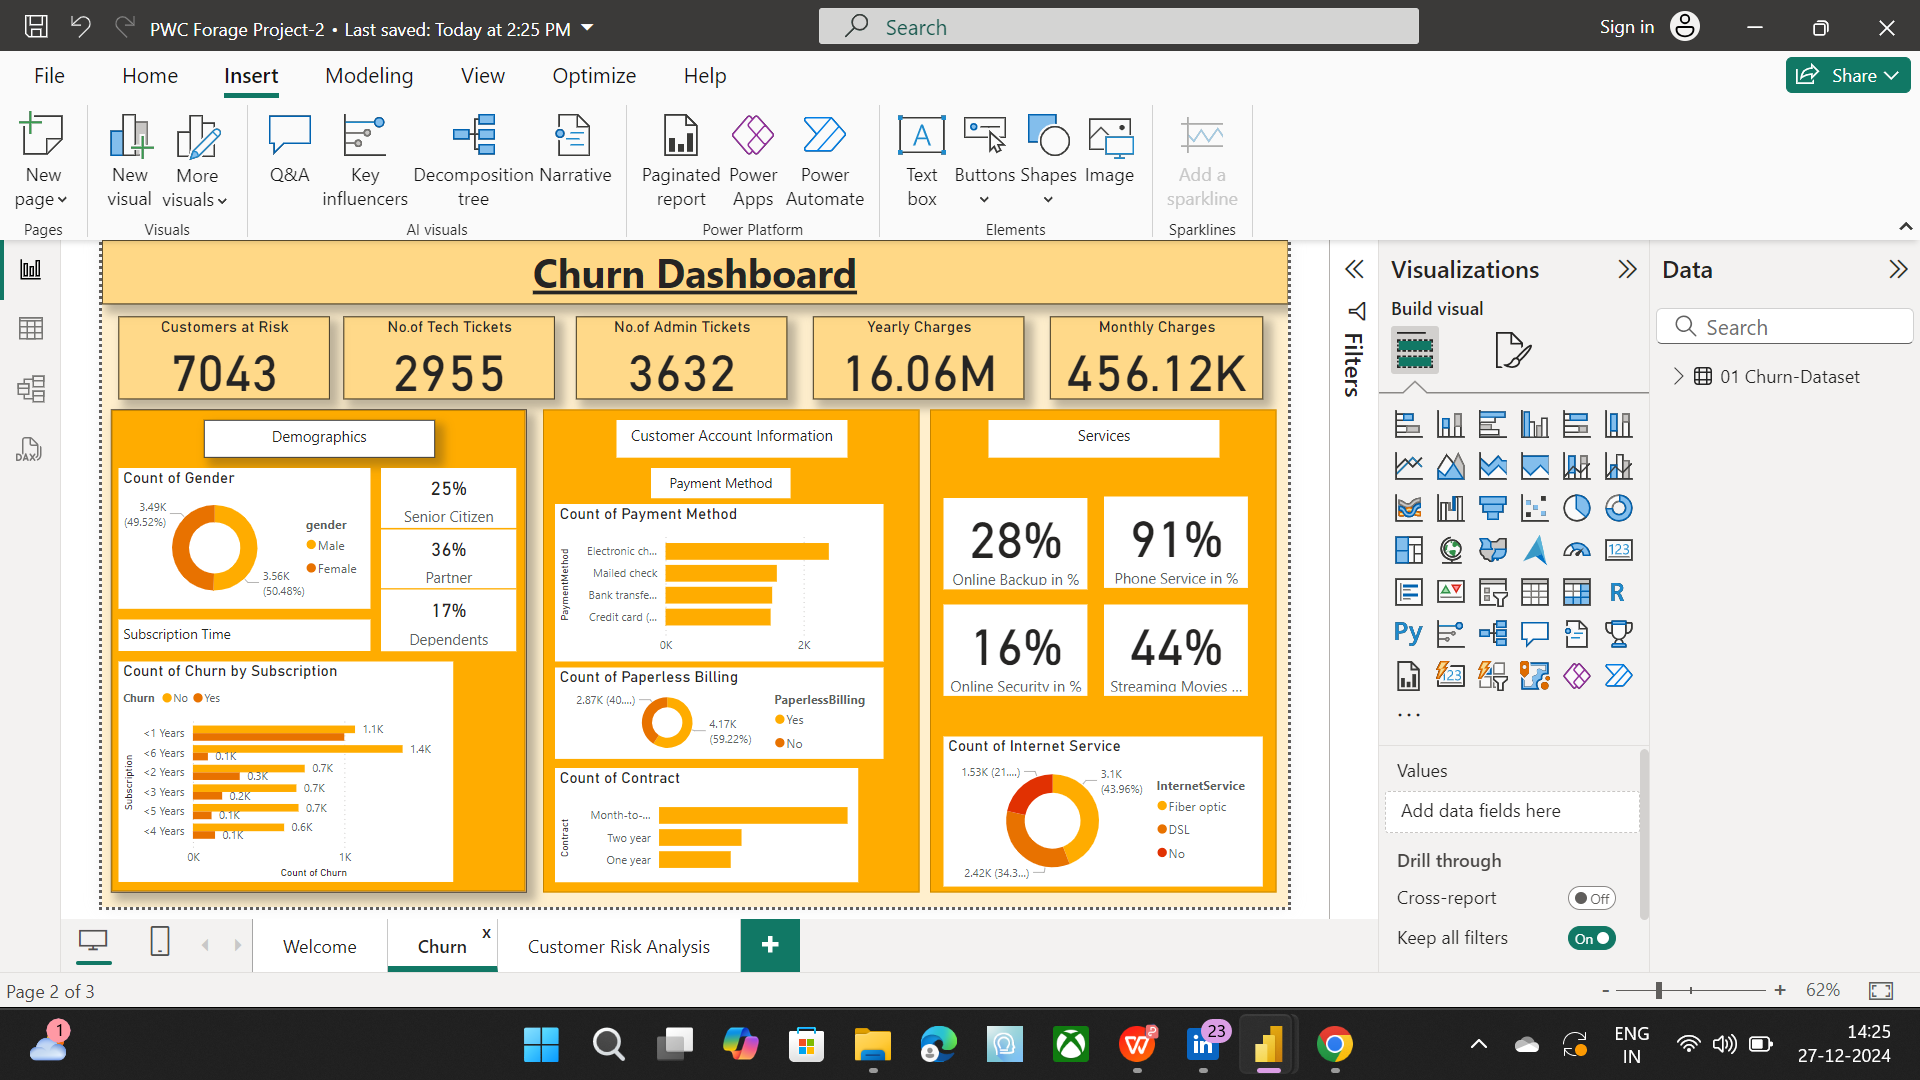 PWC Forage Project-2 • Last saved: Today at 2:25 PM
Search
Sign in
File Home Insert Modeling View Optimize Help
Share
New page
New visual
More visuals
Q&A
Key influencers
Decomposition tree
Narrative
Paginated report
Power Apps
Power Automate
Text box
Buttons
Shapes
Image
Add a sparkline
Pages
Visuals
AI visuals
Power Platform
Elements
Sparklines
DAX
Churn Dashboard
Customers at Risk
7043
No.of Tech Tickets
2955
No.of Admin Tickets
3632
Yearly Charges
16.06M
Monthly Charges
456.12K
Demographics
Count of Gender
3.49K
(49.52%)
3.56K
(50.48%)
gender
Male
Female
25%
Senior Citizen
36%
Partner
17%
Dependents
Subscription Time
Count of Churn by Subscription
Churn No Yes
Subscription
<1 Years 1.1K
<6 Years 1.4K 0.1K
<2 Years 0.7K 0.3K
<3 Years 0.7K 0.2K
<5 Years 0.7K 0.1K
<4 Years 0.6K 0.1K
0K 1K
Count of Churn
Customer Account Information
Payment Method
Count of Payment Method
PaymentMethod
Electronic ch...
Mailed check
Bank transfe...
Credit card (...
0K 2K
Count of Paperless Billing
2.87K (40....)
4.17K
(59.22%)
PaperlessBilling
Yes
No
Count of Contract
Contract
Month-to-...
Two year
One year
Services
28%
Online Backup in %
91%
Phone Service in %
16%
Online Security in %
44%
Streaming Movies ...
Count of Internet Service
1.53K (21....)
3.1K
(43.96%)
2.42K (34.3...)
InternetService
Fiber optic
DSL
No
Filters
Visualizations
Build visual
123
R
Py
123
...
Values
Add data fields here
Drill through
Cross-report Off
Keep all filters On
Data
Search
01 Churn-Dataset
Welcome
Churn x
Customer Risk Analysis
+
Page 2 of 3
- + 62%
1
23
ENG
IN
14:25
27-12-2024